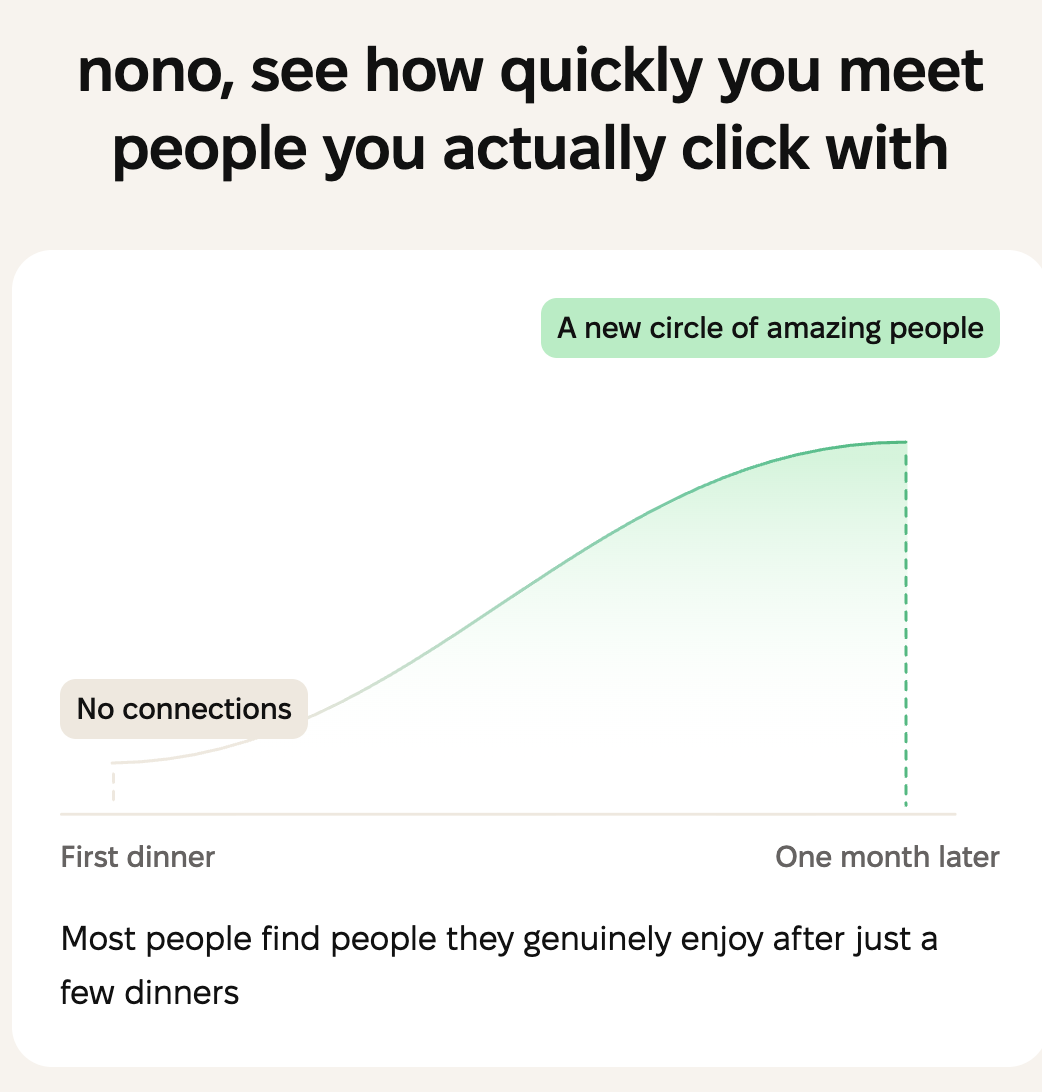 nono, see how quickly you meet
people you actually click with
A new circle of amazing people
No connections
First dinner
One month later
Most people find people they genuinely enjoy after just a
few dinners